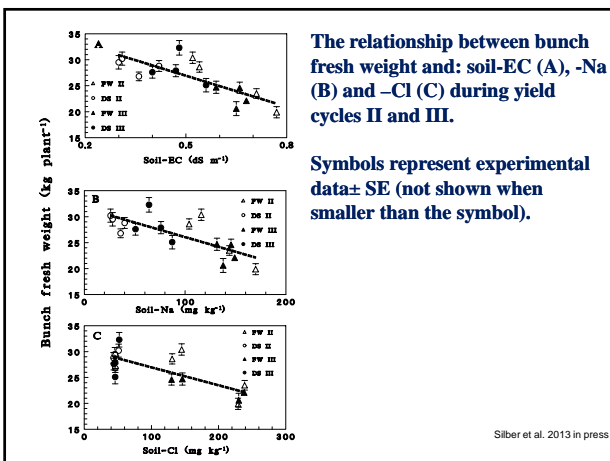 Bunch fresh weight (kg plant⁻¹)
A
35
30
25
20
15
0.2
0.5
0.8
Soil-EC (dS m⁻¹)
FW II
DS II
FW III
DS III
B
35
30
25
20
15
0
100
200
Soil-Na (mg kg⁻¹)
FW II
DS II
FW III
DS III
C
35
30
25
20
15
0
100
200
300
Soil-Cl (mg kg⁻¹)
FW II
DS II
FW III
DS III
The relationship between bunch
fresh weight and: soil-EC (A), -Na
(B) and –Cl (C) during yield
cycles II and III.
Symbols represent experimental
data± SE (not shown when
smaller than the symbol).
Silber et al. 2013 in press